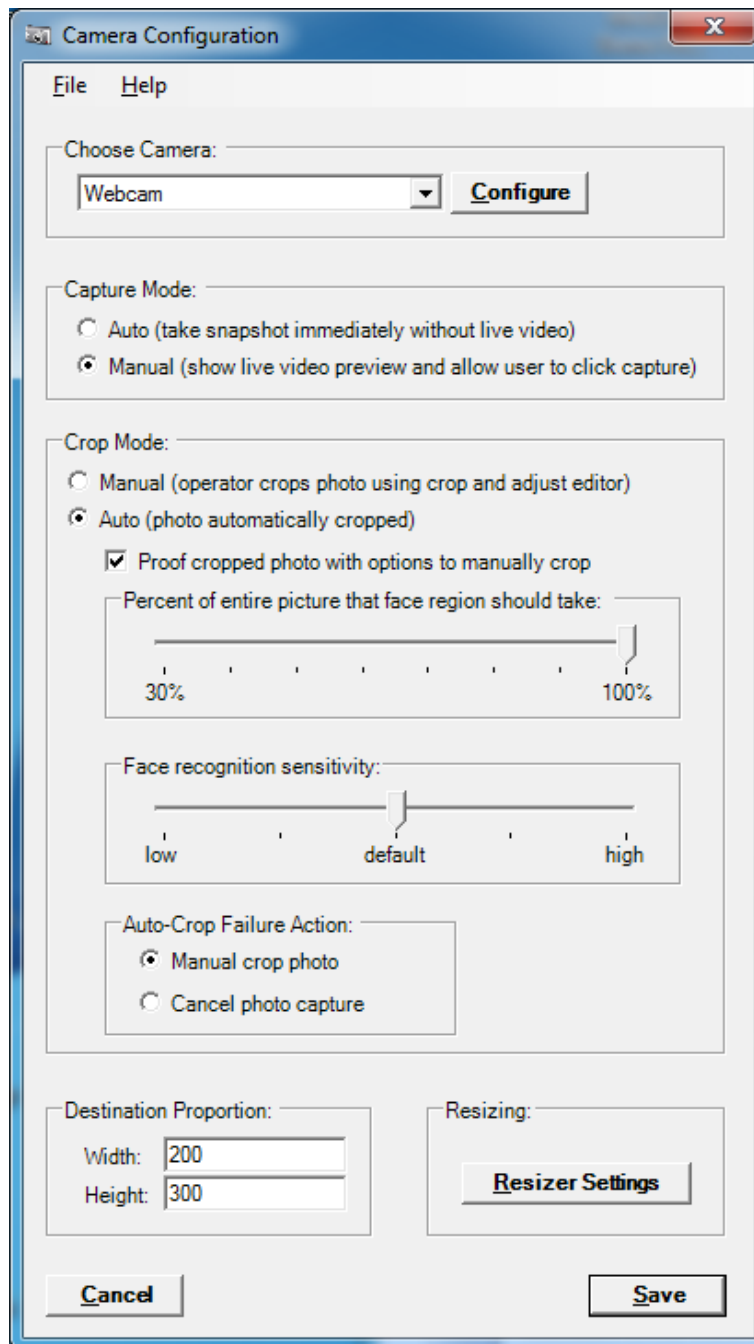 Camera Configuration
File Help
Choose Camera:
Webcam Configure
Capture Mode:
Auto (take snapshot immediately without live video)
Manual (show live video preview and allow user to click capture)
Crop Mode:
Manual (operator crops photo using crop and adjust editor)
Auto (photo automatically cropped)
Proof cropped photo with options to manually crop
Percent of entire picture that face region should take:
30% 100%
Face recognition sensitivity:
low default high
Auto-Crop Failure Action:
Manual crop photo
Cancel photo capture
Destination Proportion: Resizing:
Width: 200
Height: 300
Resizer Settings
Cancel Save